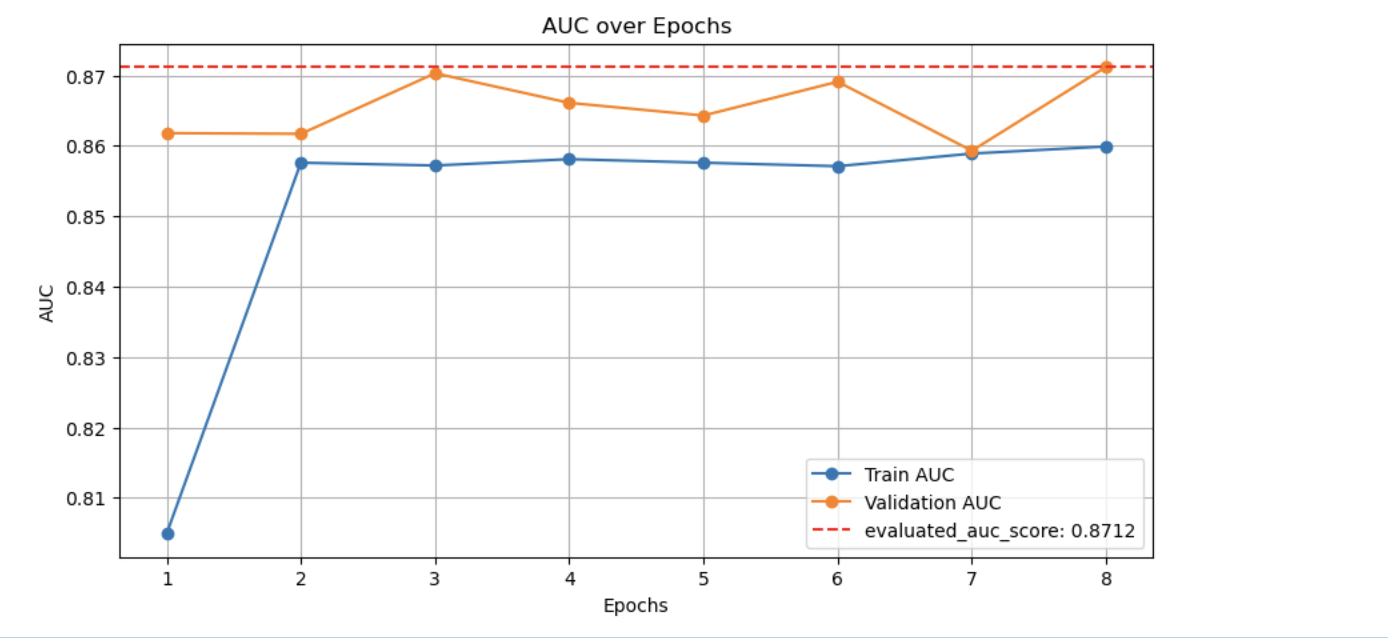 AUC over Epochs
AUC
0.87
0.86
0.85
0.84
0.83
0.82
0.81
Train AUC
Validation AUC
evaluated_auc_score: 0.8712
1 2 3 4 5 6 7 8
Epochs